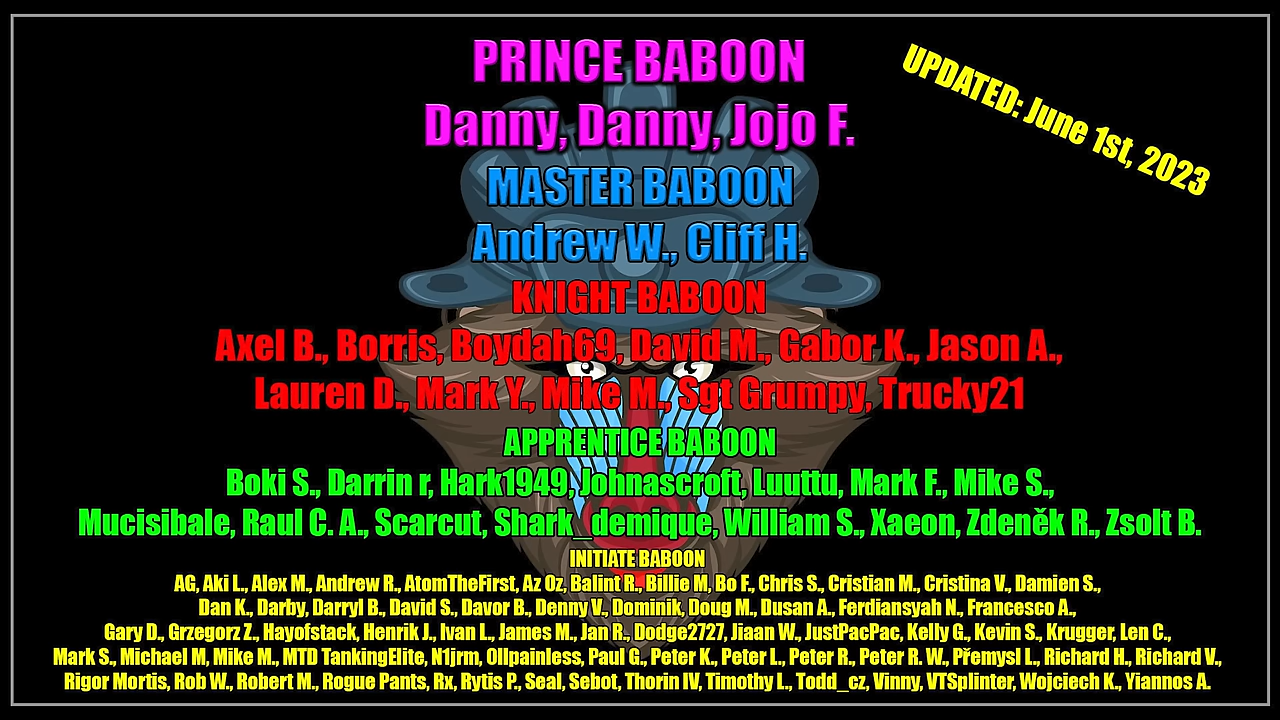 PRINCE BABOON
UPDATED: June 1st, 2023
Danny, Danny, Jojo F.
MASTER BABOON
Andrew W., Cliff H.
KNIGHT BABOON
Axel B., Borris, Boydah69, David M., Gabor K., Jason A.,
Lauren D., Mark Y., Mike M., Sgt Grumpy, Trucky21
APPRENTICE BABOON
Boki S., Darrin r, Hark1949, Johnascroft, Luuttu, Mark F., Mike S.,
Mucisibale, Raul C. A., Scarcut, Shark_demique, William S., Xaeon, Zdeněk R., Zsolt B.
INITIATE BABOON
AG, Aki L., Alex M., Andrew R., AtomTheFirst, Az Oz, Balint R., Billie M, Bo F., Chris S., Cristian M., Cristina V., Damien S.,
Dan K., Darby, Darryl B., David S., Davor B., Denny V., Dominik, Doug M., Dusan A., Ferdiansyah N., Francesco A.,
Gary D., Grzegorz Z., Hayofstack, Henrik J., Ivan L., James M., Jan R., Dodge2727, Jiaan W., JustPacPac, Kelly G., Kevin S., Krugger, Len C.,
Mark S., Michael M, Mike M., MTD TankingElite, N1jrm, Ollpainless, Paul G., Peter K., Peter L., Peter R., Peter R. W., Přemysl L., Richard H., Richard V.,
Rigor Mortis, Rob W., Robert M., Rogue Pants, Rx, Rytis P., Seal, Sebot, Thorin IV, Timothy L., Todd_cz, Vinny, VTSplinter, Wojciech K., Yiannos A.